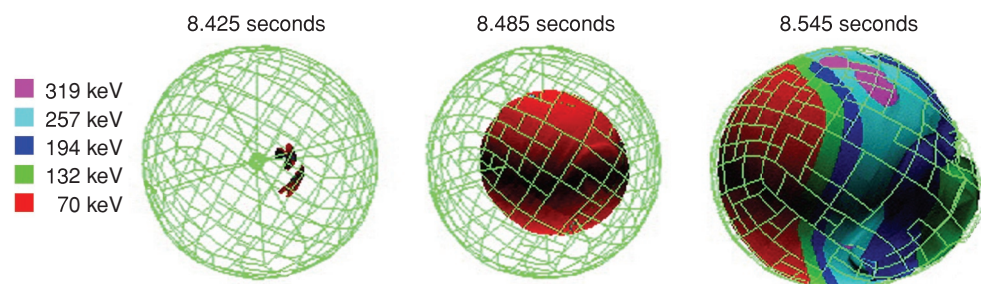 8.425 seconds
8.485 seconds
8.545 seconds
319 keV
257 keV
194 keV
132 keV
70 keV